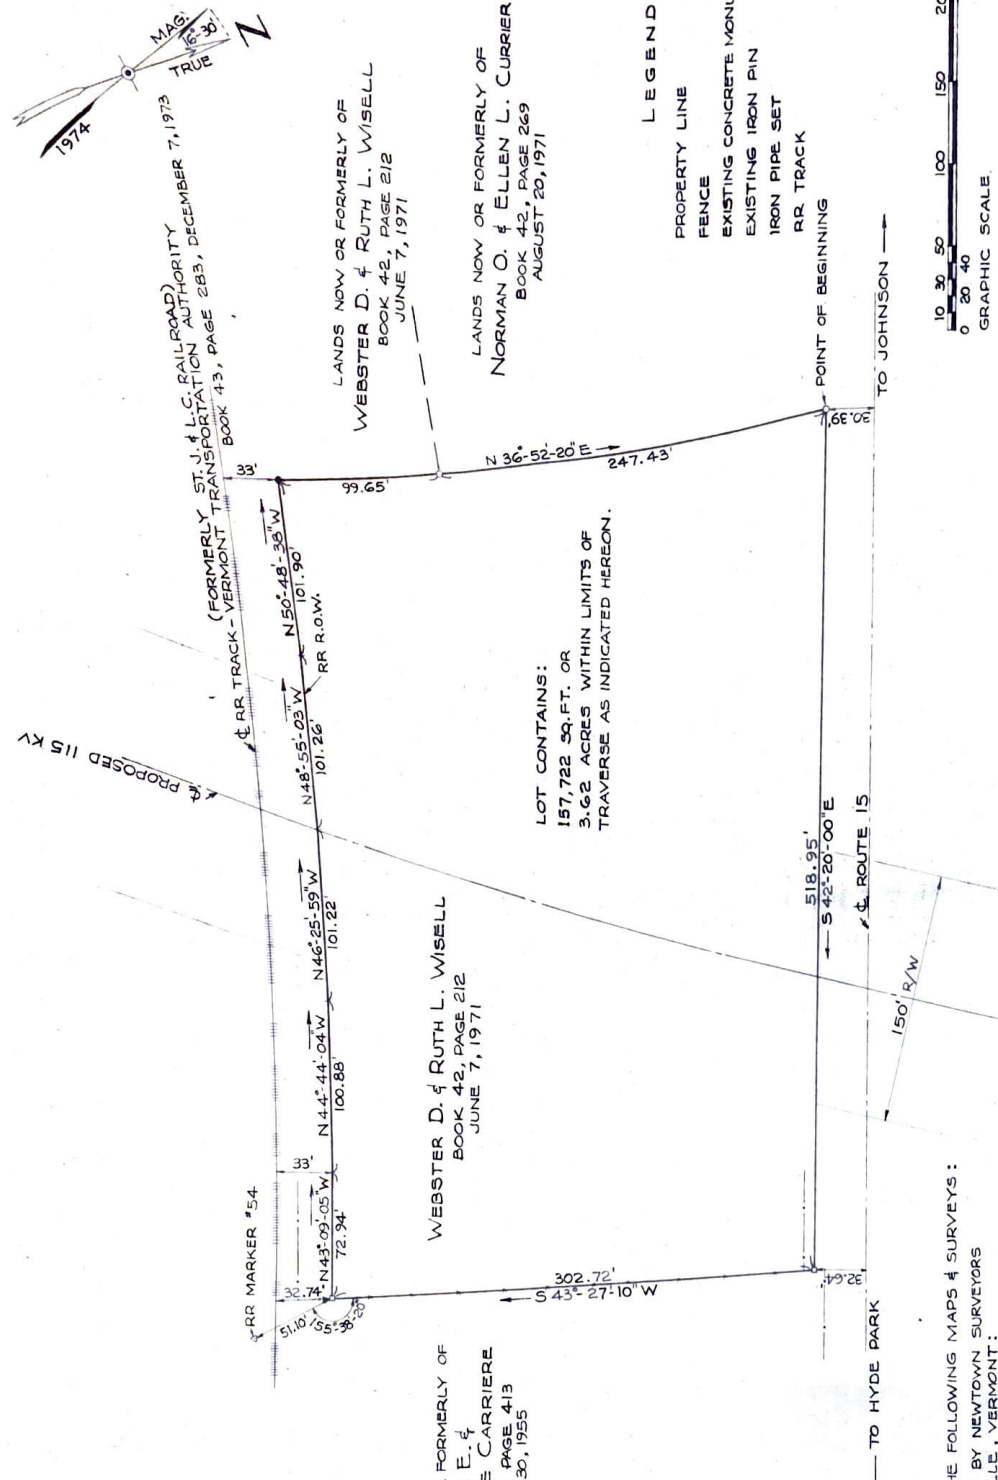 MAG.
16°-30'
TRUE
N
1974
(FORMERLY ST. J. & L.C. RAILROAD)
℄ RR TRACK - VERMONT TRANSPORTATION AUTHORITY
BOOK 43, PAGE 283, DECEMBER 7, 1973
LANDS NOW OR FORMERLY OF
WEBSTER D. & RUTH L. WISELL
BOOK 42, PAGE 212
JUNE 7, 1971
LANDS NOW OR FORMERLY OF
NORMAN O. & ELLEN L. CURRIER
BOOK 42, PAGE 269
AUGUST 20, 1971
LEGEND
PROPERTY LINE
FENCE
EXISTING CONCRETE MONU
EXISTING IRON PIN
IRON PIPE SET
RR TRACK
POINT OF BEGINNING
TO JOHNSON
10 30 50 100 150 20
0 20 40
GRAPHIC SCALE
33'
99.65'
N 36°-52'-20" E
247.43'
30.39'
N50°-48'-38"W
101.90'
RR R.O.W.
N48°-55'-03"W
101.26'
N46°-25'-59"W
101.22'
N44°-44'-04"W
100.88'
N43°-09'-05"W
72.94'
33'
32.74'
RR MARKER #54
51.10'
155°-38'-20"
℄ PROPOSED 115 KV
LOT CONTAINS:
157,722 SQ.FT. OR
3.62 ACRES WITHIN LIMITS OF
TRAVERSE AS INDICATED HEREON.
WEBSTER D. & RUTH L. WISELL
BOOK 42, PAGE 212
JUNE 7, 1971
518.95'
S 42°-20'-00"E
℄ ROUTE 15
150' R/W
302.72'
S 43°-27'-10" W
32.64'
TO HYDE PARK
FORMERLY OF
E. &
E CARRIERE
PAGE 413
30, 1955
HE FOLLOWING MAPS & SURVEYS:
BY NEWTOWN SURVEYORS
LLE, VERMONT: